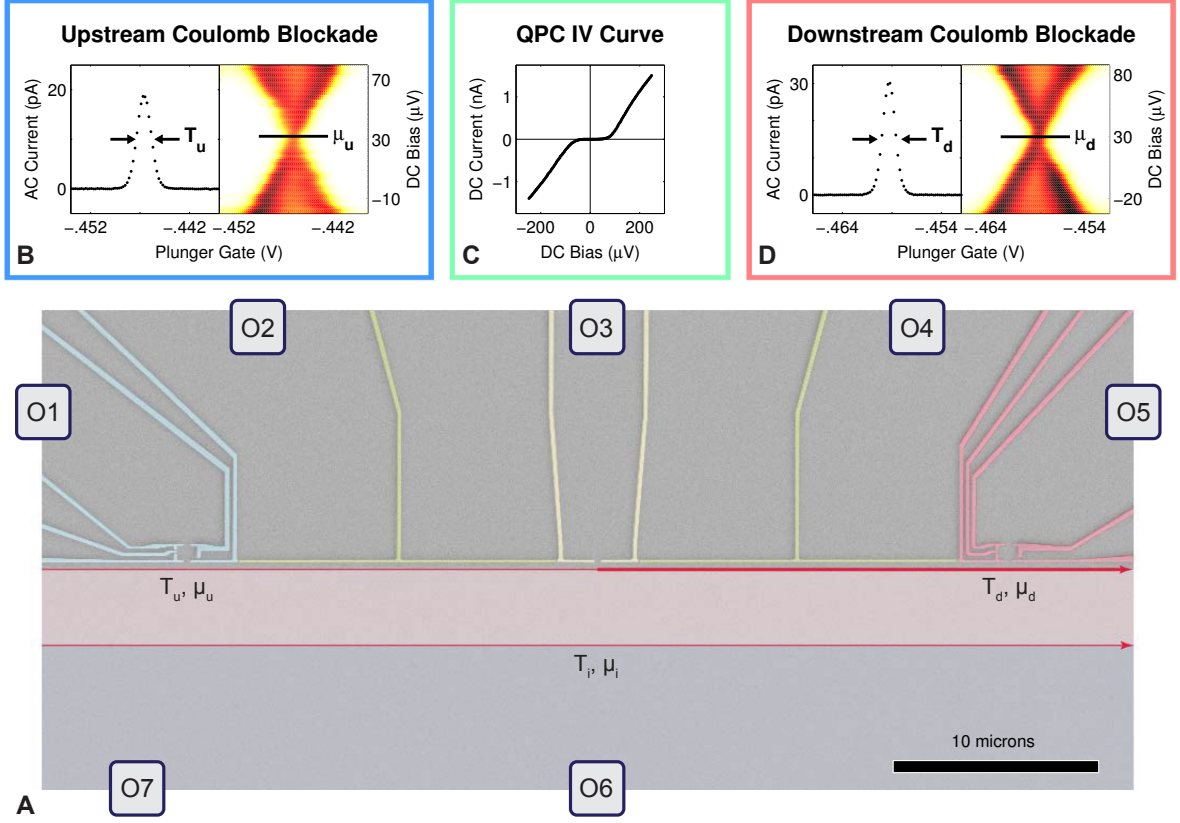 Upstream Coulomb Blockade
AC Current (pA)
20
0
T_u
μ_u
70
30
−10
DC Bias (μV)
−.452
−.442
−.452
−.442
Plunger Gate (V)
B
QPC IV Curve
DC Current (nA)
1
0
−1
−200
0
200
DC Bias (μV)
C
Downstream Coulomb Blockade
AC Current (pA)
30
15
0
T_d
μ_d
80
30
−20
DC Bias (μV)
−.464
−.454
−.464
−.454
Plunger Gate (V)
D
O1
O2
O3
O4
O5
T_u, μ_u
T_d, μ_d
T_i, μ_i
10 microns
O7
O6
A